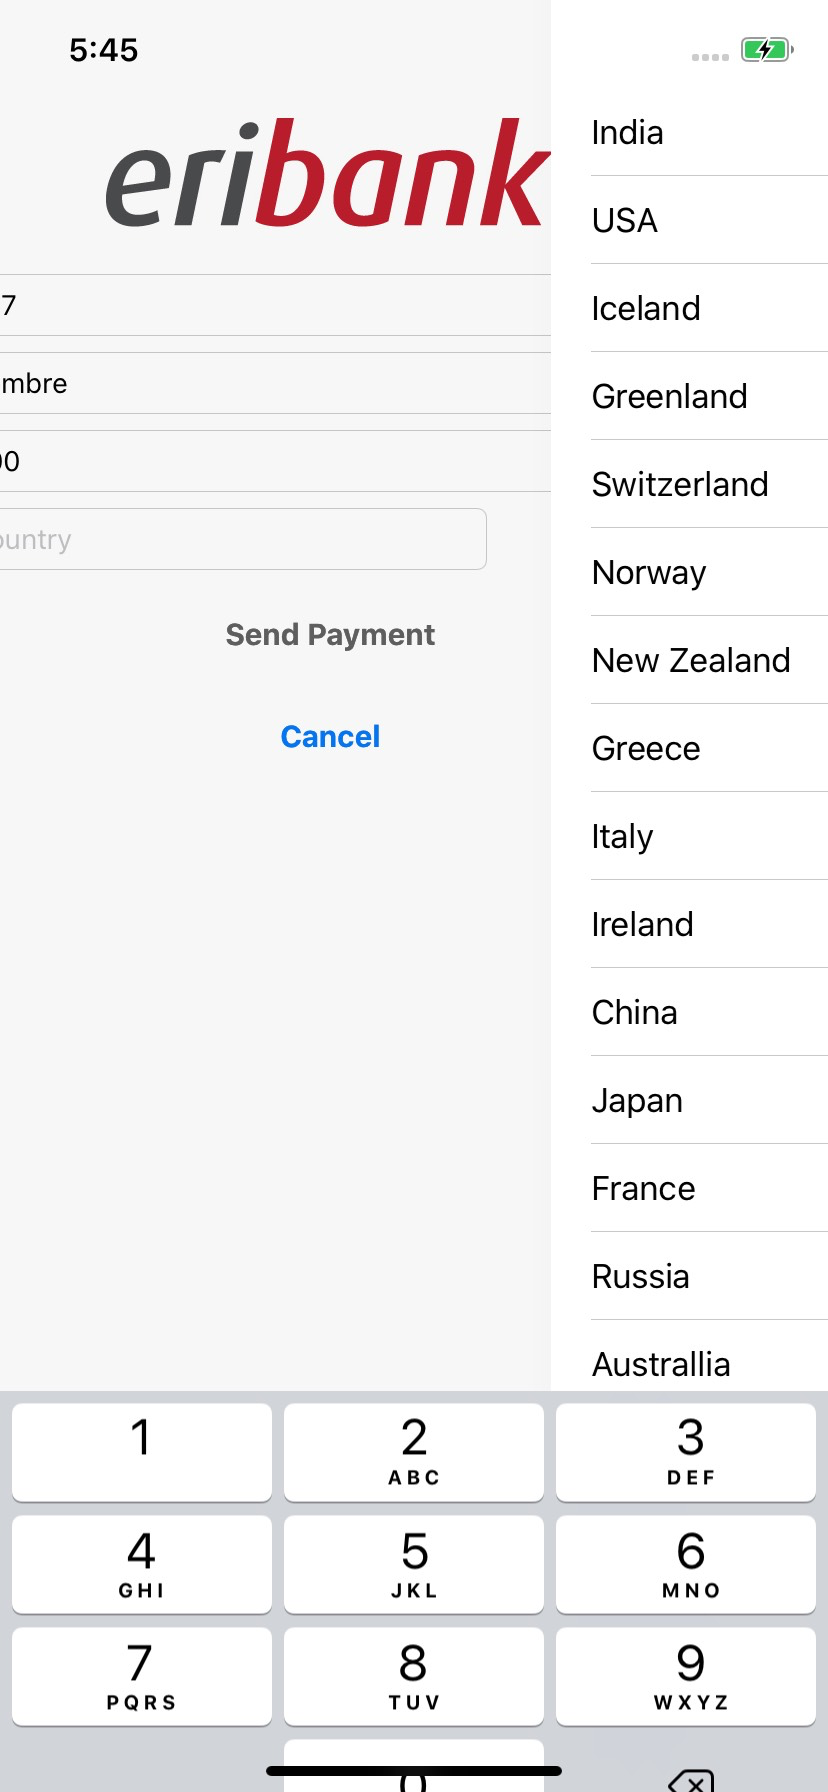 5:45
eribank
7
mbre
00
ountry
Send Payment
Cancel
India
USA
Iceland
Greenland
Switzerland
Norway
New Zealand
Greece
Italy
Ireland
China
Japan
France
Russia
Australlia
1
2
ABC
3
DEF
4
GHI
5
JKL
6
MNO
7
PQRS
8
TUV
9
WXYZ
0